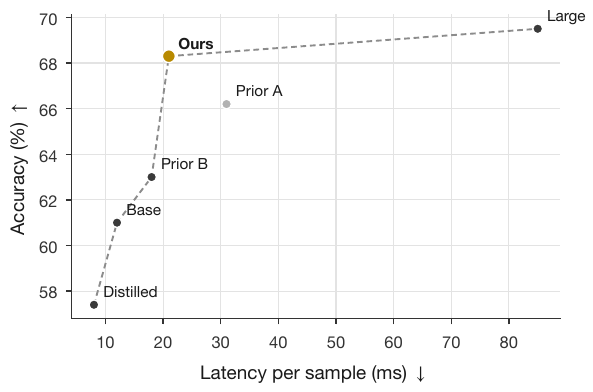 70
68
66
64
62
60
58
Accuracy (%) ↑
Large
Ours
Prior A
Prior B
Base
Distilled
10 20 30 40 50 60 70 80
Latency per sample (ms) ↓